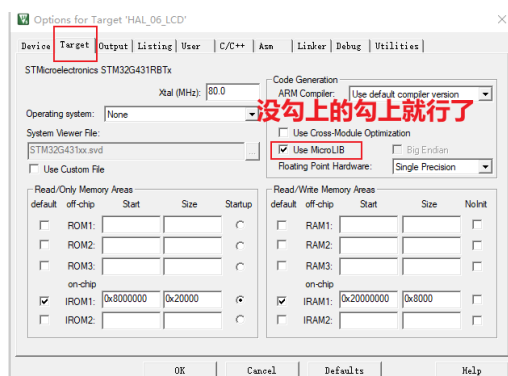 Options for Target 'HAL_06_LCD'
Device Target Output Listing User C/C++ Asm Linker Debug Utilities
STMicroelectronics STM32G431RBTx
Xtal (MHz): 80.0
Operating system: None
System Viewer File:
STM32G431xx.svd
...
Use Custom File
Code Generation
ARM Compiler: Use default compiler version
没勾上的勾上就行了
Use Cross-Module Optimization
Use MicroLIB Big Endian
Floating Point Hardware: Single Precision
Read/Only Memory Areas
default off-chip Start Size Startup
ROM1:
ROM2:
ROM3:
on-chip
IROM1: 0x8000000 0x20000
IROM2:
Read/Write Memory Areas
default off-chip Start Size NoInit
RAM1:
RAM2:
RAM3:
on-chip
IRAM1: 0x20000000 0x8000
IRAM2:
OK Cancel Defaults Help